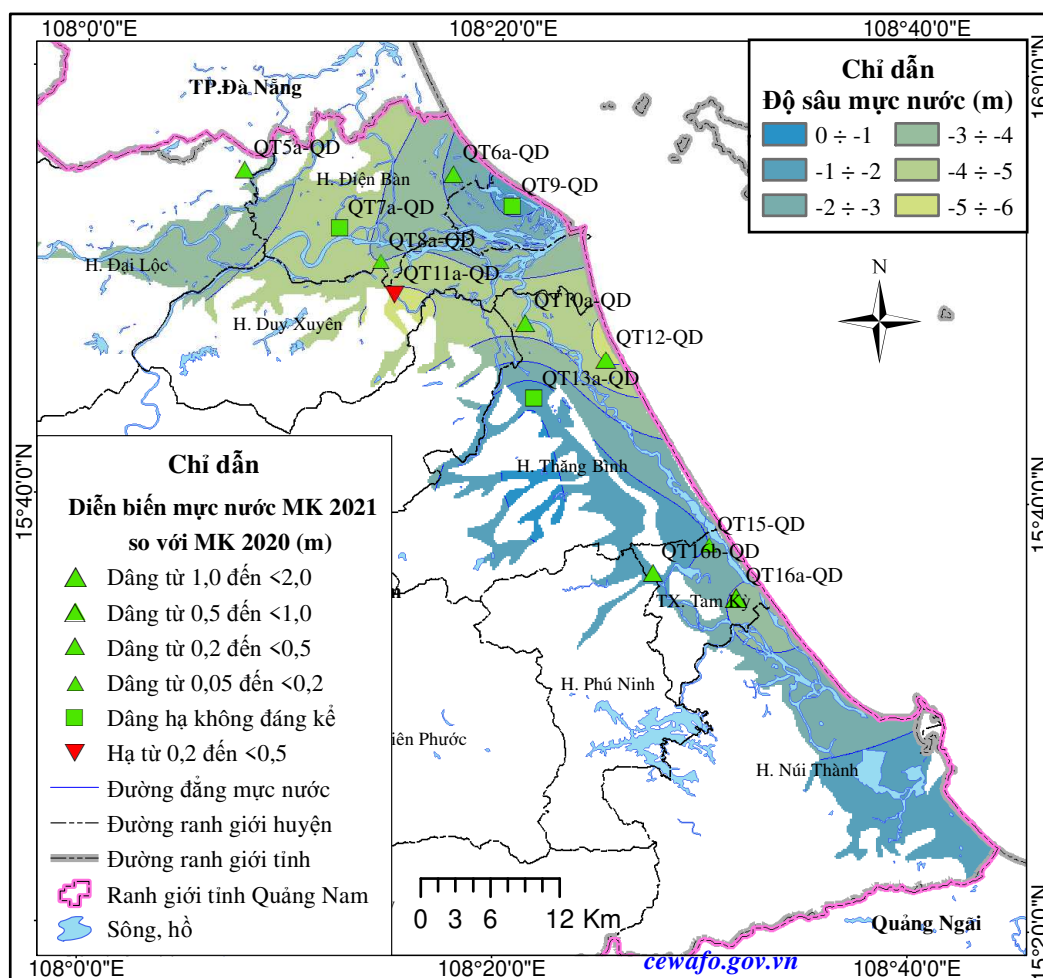 108°0'0"E
108°20'0"E
108°40'0"E
16°0'0"N
TP.Đà Nẵng
Chỉ dẫn
Độ sâu mực nước (m)
0 ÷ -1
-3 ÷ -4
-1 ÷ -2
-4 ÷ -5
-2 ÷ -3
-5 ÷ -6
QT5a-QD
QT6a-QD
H. Điện Bàn
QT9-QD
QT7a-QD
QT8a-QD
H. Đại Lộc
QT11a-QD
N
QT10a-QD
H. Duy Xuyên
QT12-QD
QT13a-QD
15°40'0"N
H. Thăng Bình
15°40'0"N
QT15-QD
QT16b-QD
QT16a-QD
TX. Tam Kỳ
H. Phú Ninh
iên Phước
H. Núi Thành
Chỉ dẫn
Diễn biến mực nước MK 2021
so với MK 2020 (m)
Dâng từ 1,0 đến <2,0
Dâng từ 0,5 đến <1,0
Dâng từ 0,2 đến <0,5
Dâng từ 0,05 đến <0,2
Dâng hạ không đáng kể
Hạ từ 0,2 đến <0,5
Đường đẳng mực nước
Đường ranh giới huyện
Đường ranh giới tỉnh
Ranh giới tỉnh Quảng Nam
Sông, hồ
0 3 6 12 Km
Quảng Ngãi
cewafo.gov.vn
15°20'0"N
108°0'0"E
108°20'0"E
108°40'0"E